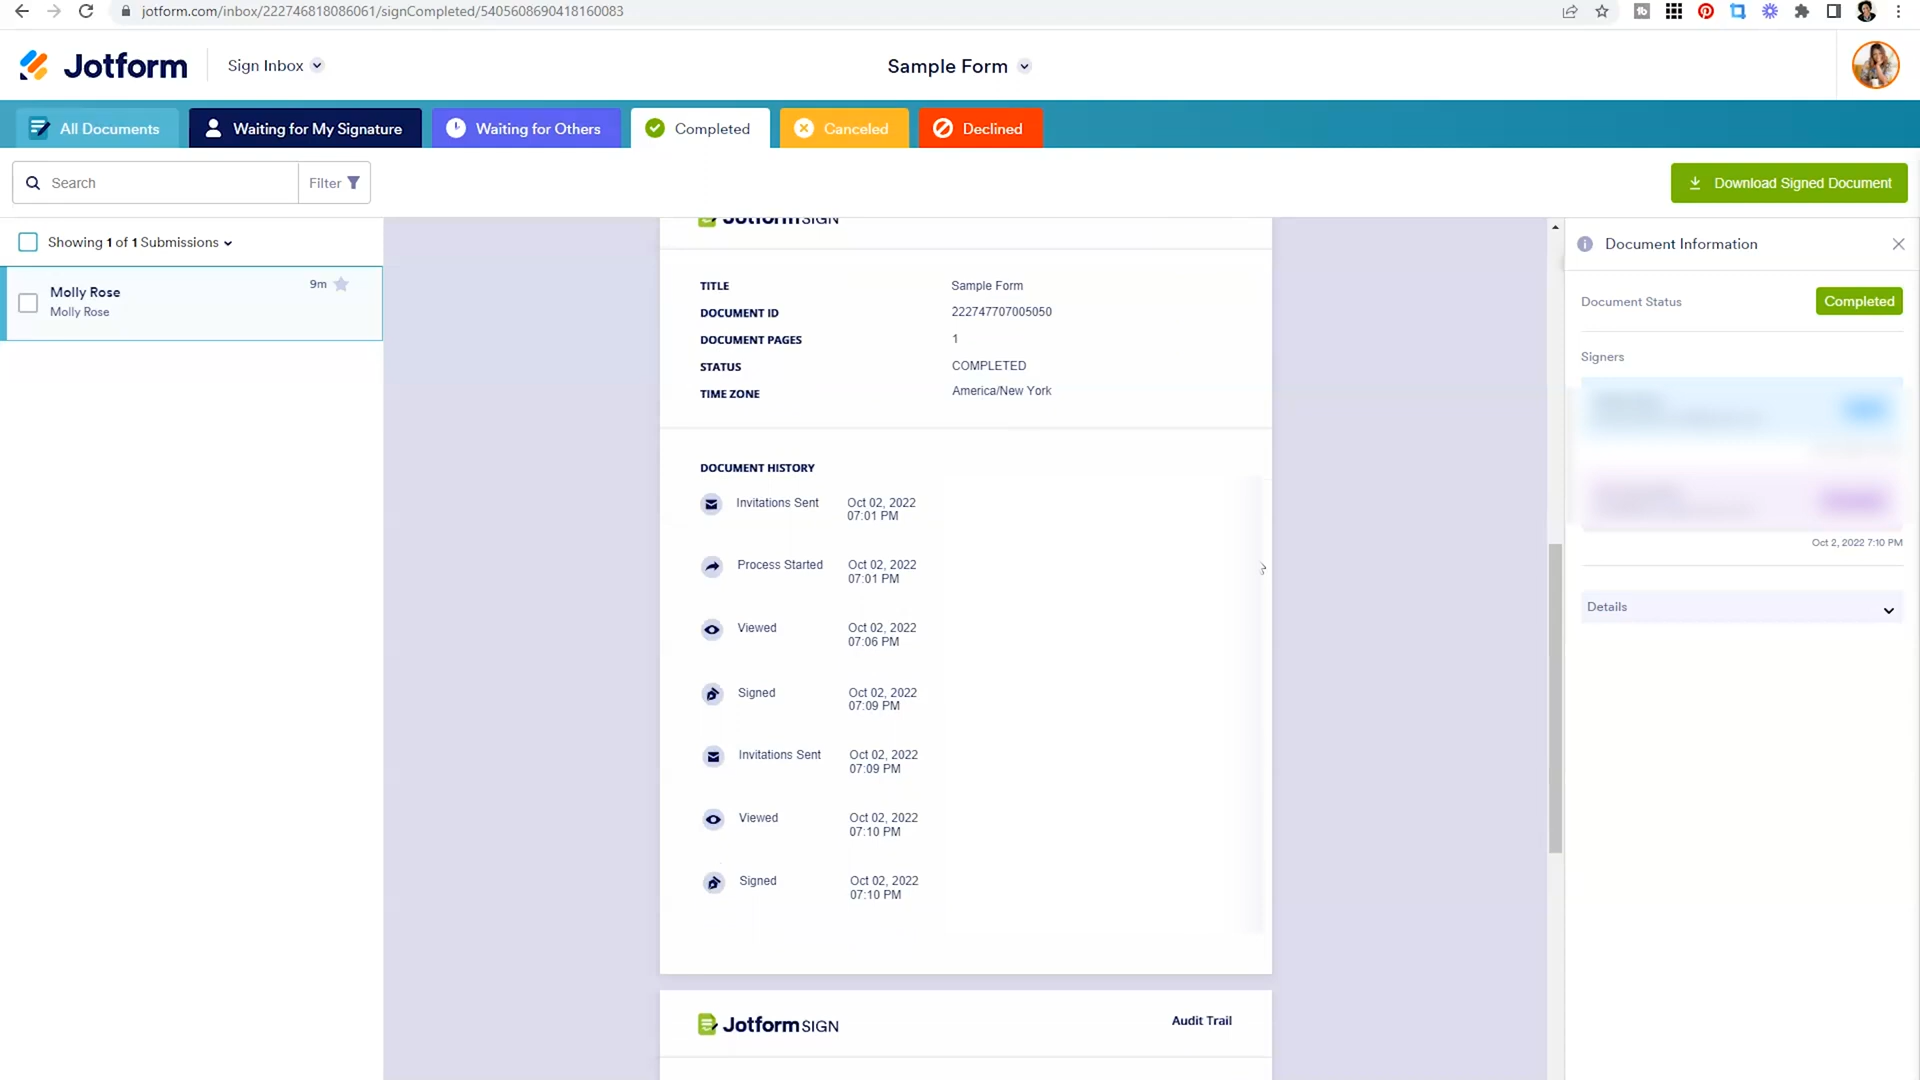 jotform.com/inbox/222746818086061/signCompleted/5405608690418160083
Jotform
Sign Inbox
Sample Form
All Documents
Waiting for My Signature
Waiting for Others
Completed
Canceled
Declined
Search
Filter
Download Signed Document
Showing 1 of 1 Submissions
Molly Rose
9m
Molly Rose
Jotform SIGN
TITLE Sample Form
DOCUMENT ID 222747707005050
DOCUMENT PAGES 1
STATUS COMPLETED
TIME ZONE America/New York
DOCUMENT HISTORY
Invitations Sent Oct 02, 2022
07:01 PM
Process Started Oct 02, 2022
07:01 PM
Viewed Oct 02, 2022
07:06 PM
Signed Oct 02, 2022
07:09 PM
Invitations Sent Oct 02, 2022
07:09 PM
Viewed Oct 02, 2022
07:10 PM
Signed Oct 02, 2022
07:10 PM
Jotform SIGN
Audit Trail
Document Information
Document Status Completed
Signers
Oct 2, 2022 7:10 PM
Details